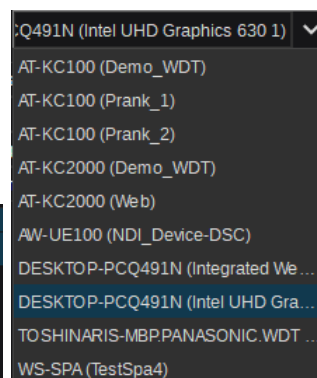 CQ491N (Intel UHD Graphics 630 1)
AT-KC100 (Demo_WDT)
AT-KC100 (Prank_1)
AT-KC100 (Prank_2)
AT-KC2000 (Demo_WDT)
AT-KC2000 (Web)
AW-UE100 (NDI_Device-DSC)
DESKTOP-PCQ491N (Integrated We...
DESKTOP-PCQ491N (Intel UHD Gra...
TOSHINARIS-MBP.PANASONIC.WDT ...
WS-SPA (TestSpa4)